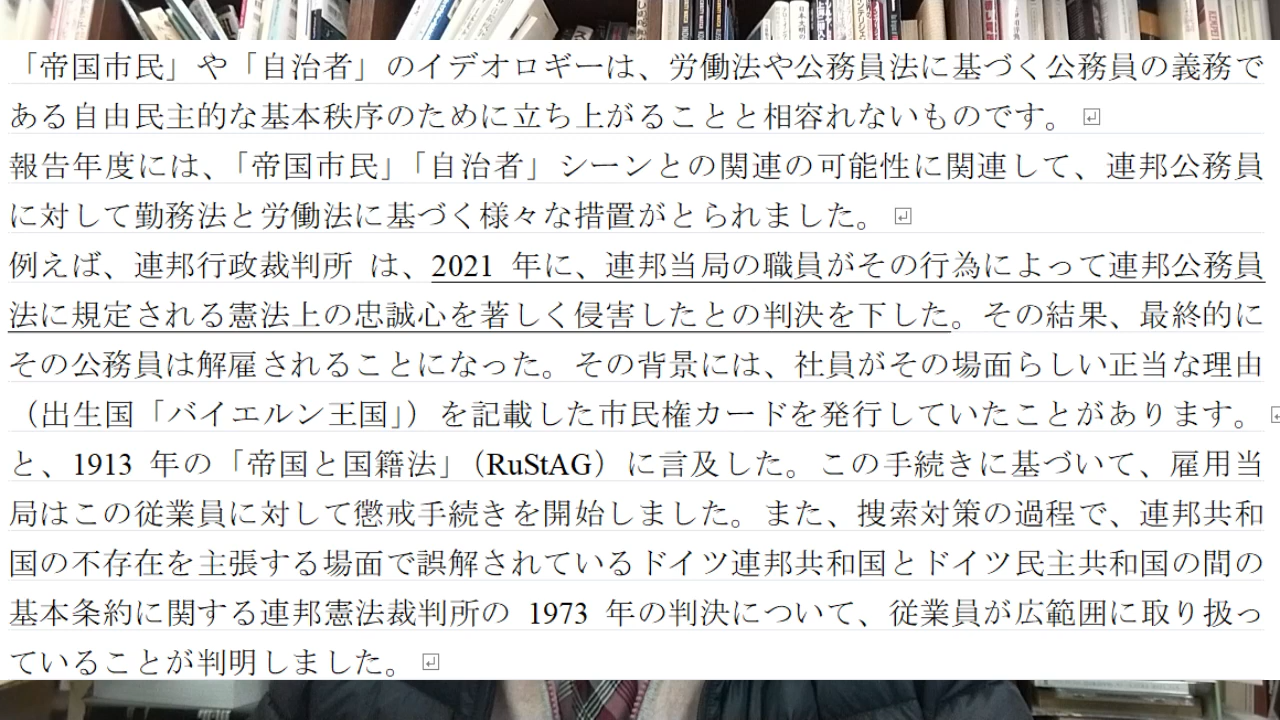 「帝国市民」や「自治者」のイデオロギーは、労働法や公務員法に基づく公務員の義務で
ある自由民主的な基本秩序のために立ち上がることと相容れないものです。
報告年度には、「帝国市民」「自治者」シーンとの関連の可能性に関連して、連邦公務員
に対して勤務法と労働法に基づく様々な措置がとられました。
例えば、連邦行政裁判所 は、2021 年に、連邦当局の職員がその行為によって連邦公務員
法に規定される憲法上の忠誠心を著しく侵害したとの判決を下した。その結果、最終的に
その公務員は解雇されることになった。その背景には、社員がその場面らしい正当な理由
（出生国「バイエルン王国」）を記載した市民権カードを発行していたことがあります。
と、1913 年の「帝国と国籍法」（RuStAG）に言及した。この手続きに基づいて、雇用当
局はこの従業員に対して懲戒手続きを開始しました。また、捜索対策の過程で、連邦共和
国の不存在を主張する場面で誤解されているドイツ連邦共和国とドイツ民主共和国の間の
基本条約に関する連邦憲法裁判所の 1973 年の判決について、従業員が広範囲に取り扱っ
ていることが判明しました。